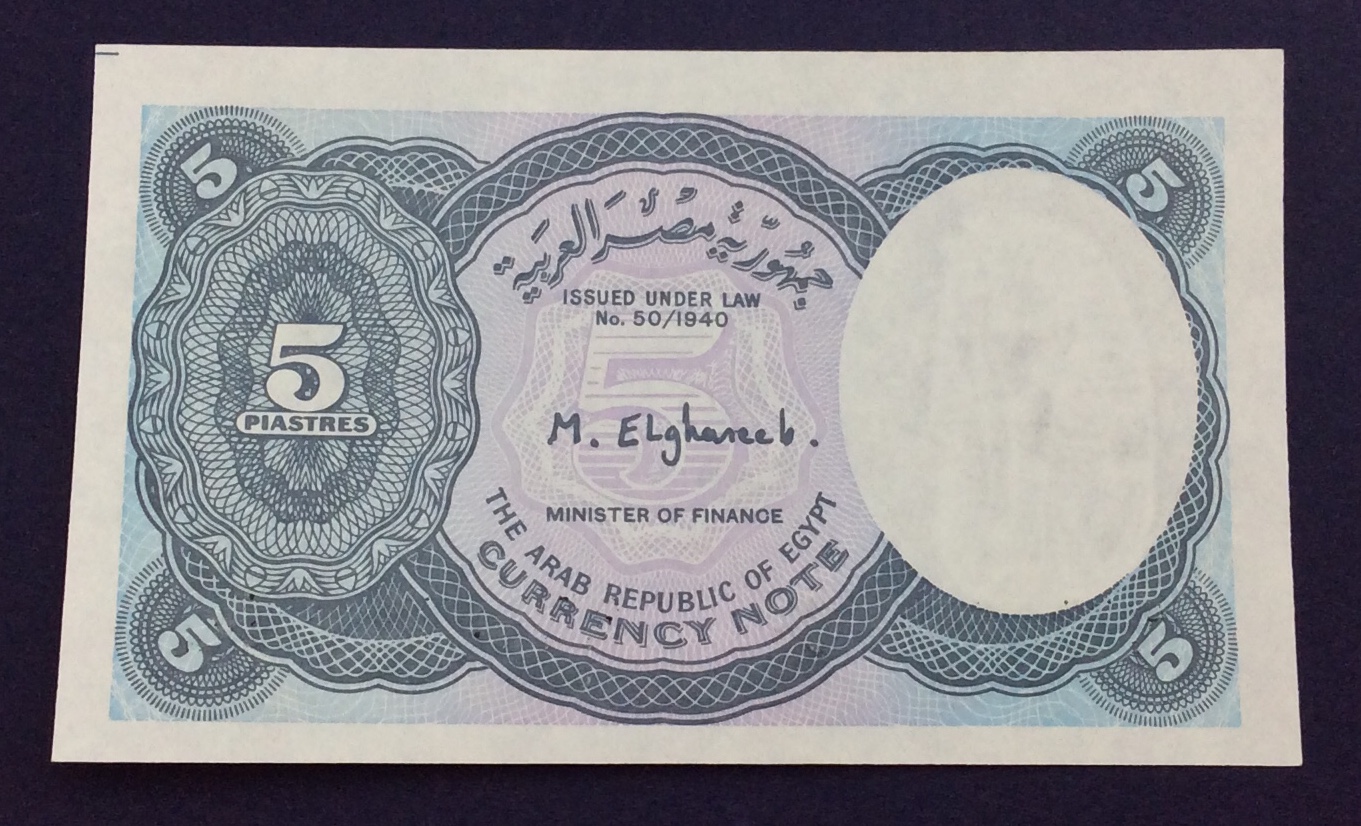 5
5
جمهورية مصر العربية
ISSUED UNDER LAW
No. 50/1940
5
5
PIASTRES
M. Elghareeb.
MINISTER OF FINANCE
THE ARAB REPUBLIC OF EGYPT
CURRENCY NOTE
5
5